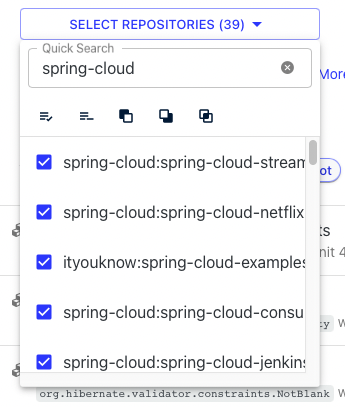 SELECT REPOSITORIES (39)
Quick Search
spring-cloud
More
spring-cloud:spring-cloud-stream
ot
spring-cloud:spring-cloud-netflix
ts
nit 4
ityouknow:spring-cloud-examples
spring-cloud:spring-cloud-consu
ty W
spring-cloud:spring-cloud-jenkins
org.hibernate.validator.constraints.NotBlank W